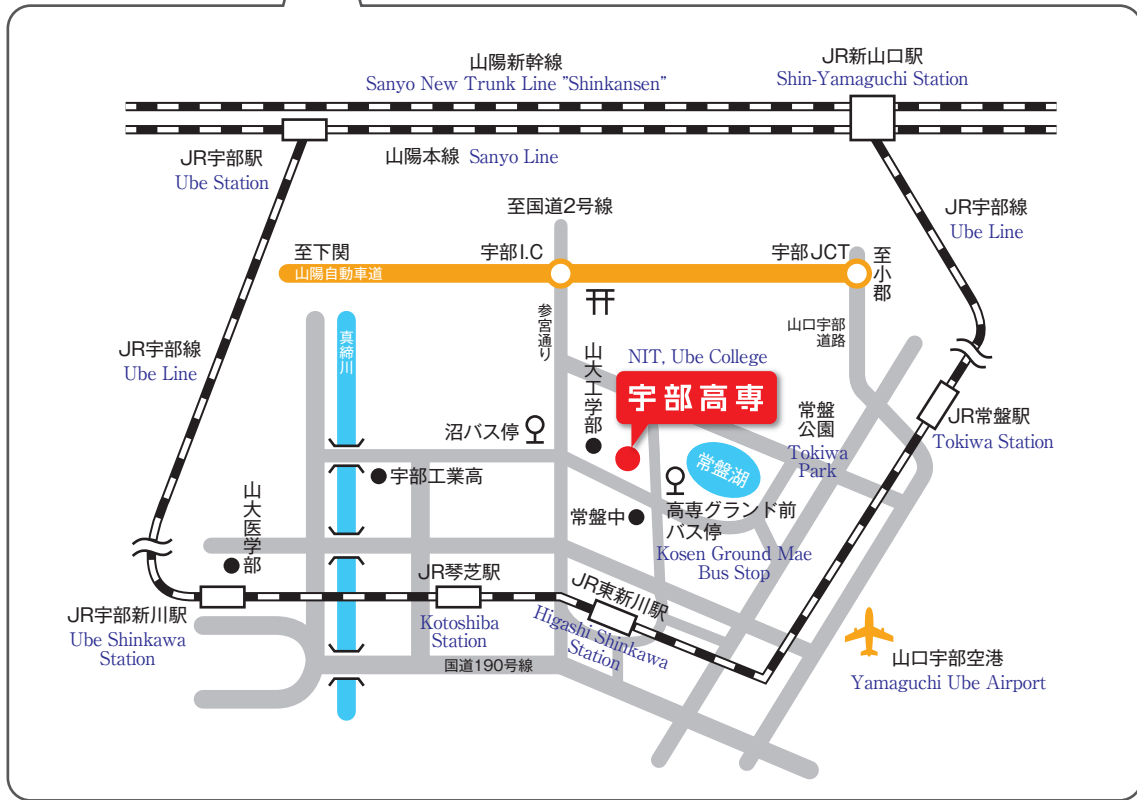 山陽新幹線
Sanyo New Trunk Line "Shinkansen"
JR新山口駅
Shin-Yamaguchi Station
JR宇部駅
Ube Station
山陽本線 Sanyo Line
至国道2号線
JR宇部線
Ube Line
至下関
宇部I.C
宇部JCT
至小郡
山陽自動車道
参宮通り
山口宇部
道路
真締川
JR宇部線
Ube Line
山大工学部
NIT, Ube College
宇部高専
常盤
公園
Tokiwa
Park
JR常盤駅
Tokiwa Station
沼バス停
常盤湖
宇部工業高
山大医学部
常盤中
高専グランド前
バス停
Kosen Ground Mae
Bus Stop
JR宇部新川駅
Ube Shinkawa
Station
JR琴芝駅
Kotoshiba
Station
JR東新川駅
Higashi Shinkawa
Station
国道190号線
山口宇部空港
Yamaguchi Ube Airport